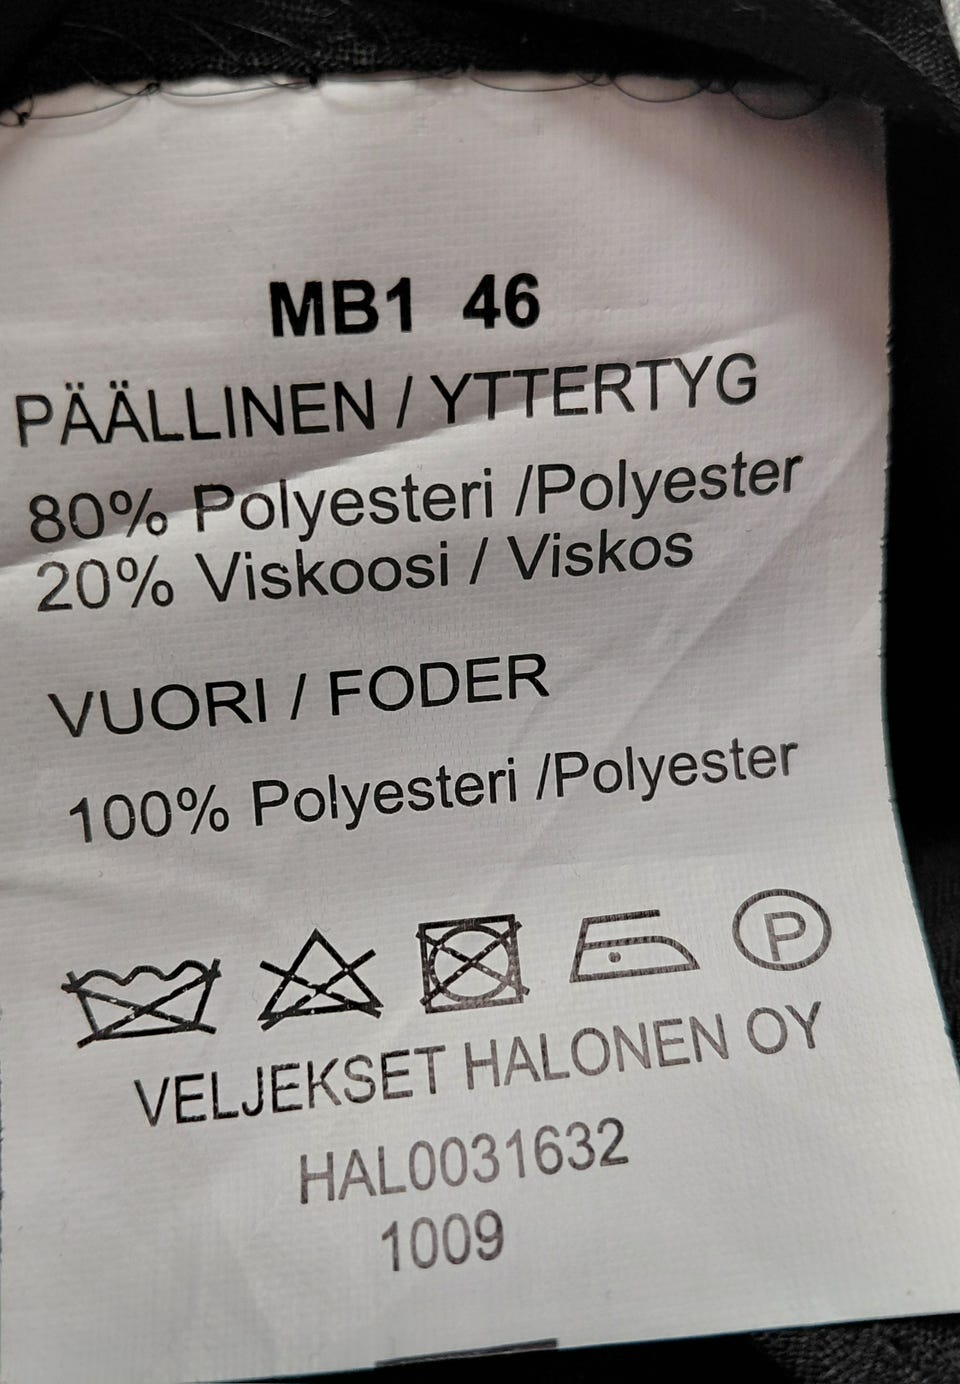 MB1 46
PÄÄLLINEN / YTTERTYG
80% Polyesteri /Polyester
20% Viskoosi / Viskos
VUORI / FODER
100% Polyesteri /Polyester
P
VELJEKSET HALONEN OY
HAL0031632
1009